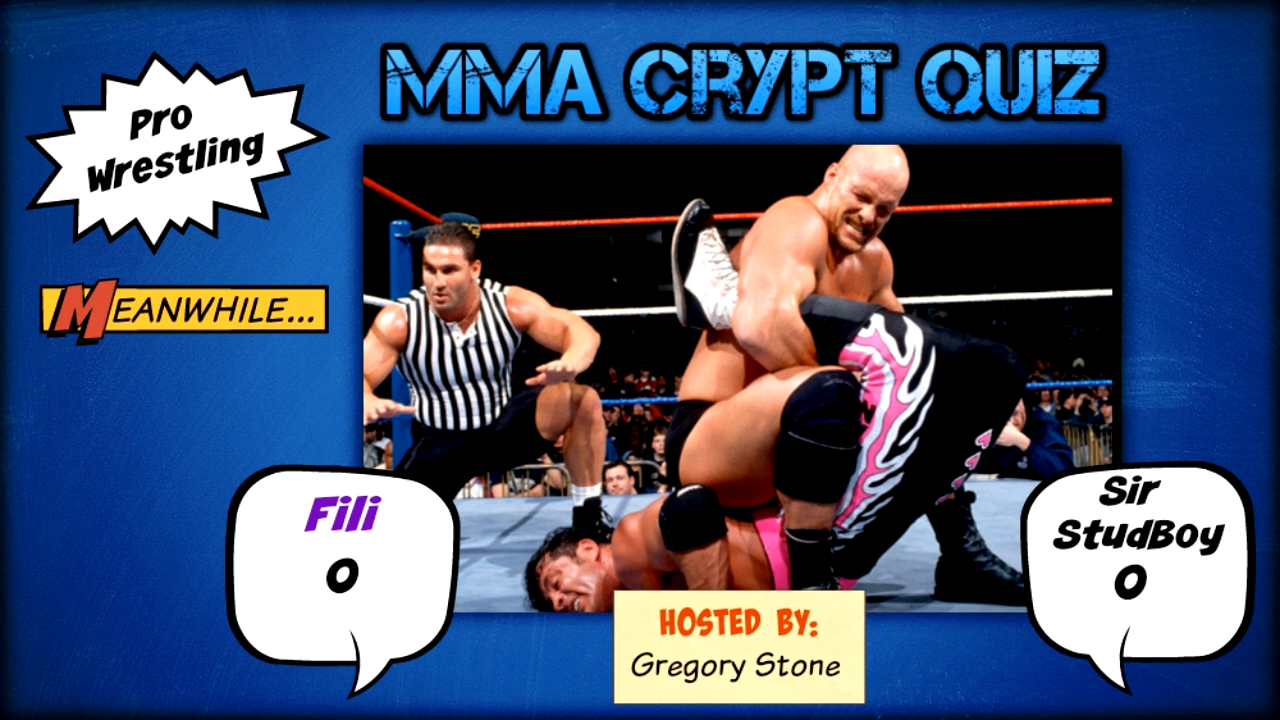 MMA CRYPT QUIZ
Pro
Wrestling
MEANWHILE...
Fili
0
Sir
StudBoy
0
HOSTED BY:
Gregory Stone